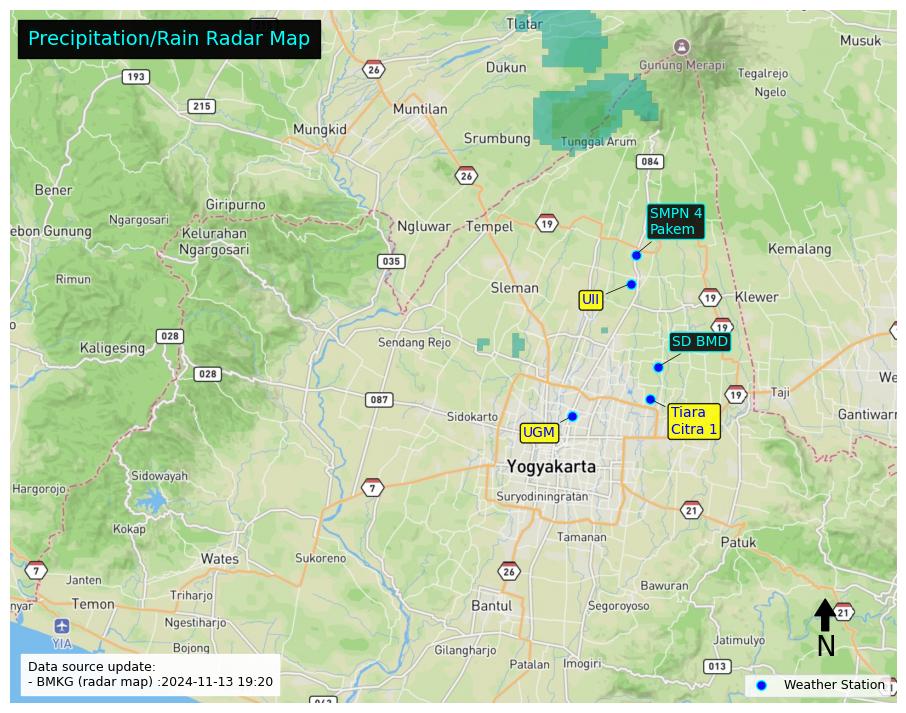 Precipitation/Rain Radar Map
Tlatar
Musuk
26
Gunung Merapi
Dukun
193
Tegalrejo
Ngelo
215
Muntilan
Mungkid
Srumbung
Tunggal Arum
084
26
Bener
Giripurno
SMPN 4
Pakem
Ngargosari
Ngluwar
Tempel
19
ebon Gunung
Kelurahan
Ngargosari
Kemalang
035
Rimun
Sleman
UII
19
Klewer
19
028
Sendang Rejo
SD BMD
Kaligesing
028
We
087
19
Taji
Sidokarto
Tiara
Citra 1
Gantiwarn
UGM
Yogyakarta
Sidowayah
Hargorojo
7
Suryodiningratan
21
Kokap
Tamanan
Patuk
Wates
Sukoreno
7
26
Janten
Bawuran
Triharjo
nyar
Temon
Bantul
Segoroyoso
21
Ngestiharjo
YIA
Bojong
Jatimulyo
N
Gilangharjo
Patalan
Imogiri
013
Data source update:
- BMKG (radar map) :2024-11-13 19:20
Weather Station